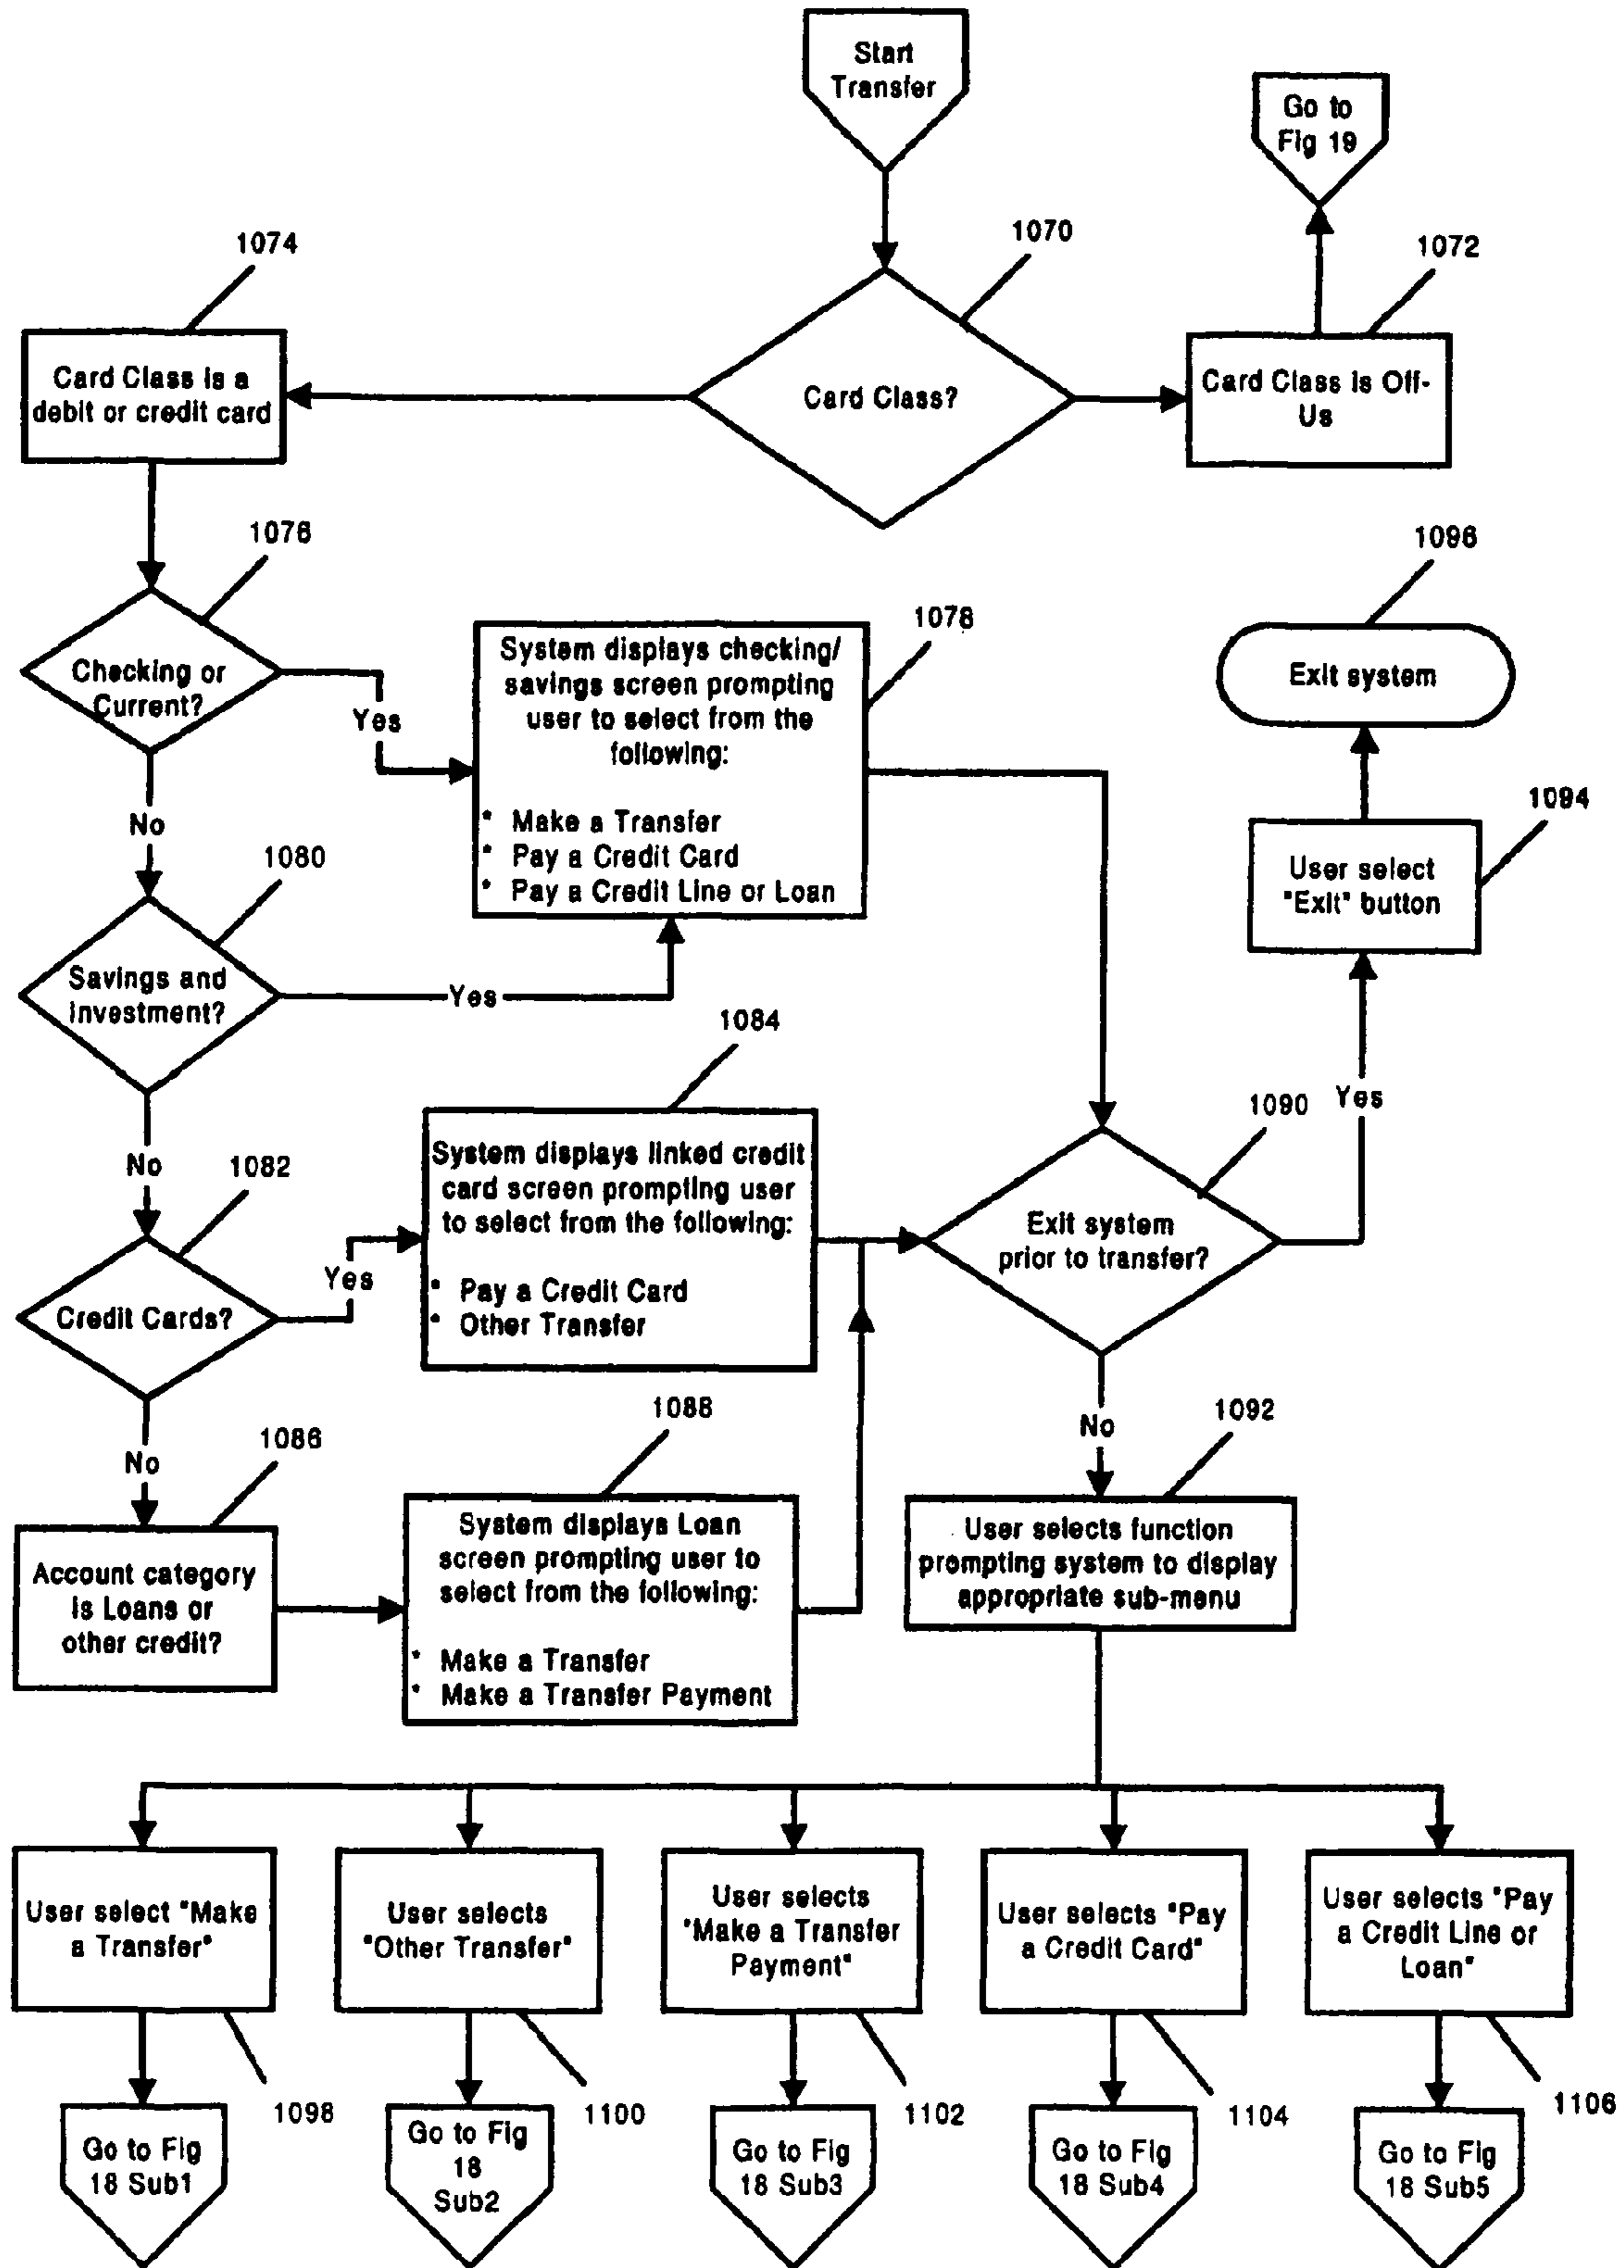 Start
Transfer
Go to
Fig 19
1074
1070
1072
Card Class is a
debit or credit card
Card Class?
Card Class is Off-
Us
1076
1078
1096
Checking or
Current?
Yes
System displays checking/
savings screen prompting
user to select from the
following:
* Make a Transfer
* Pay a Credit Card
* Pay a Credit Line or Loan
Exit system
1094
No
1080
User select
"Exit" button
Savings and
Investment?
Yes
1084
1090
Yes
No
1082
System displays linked credit
card screen prompting user
to select from the following:
* Pay a Credit Card
* Other Transfer
Exit system
prior to transfer?
Credit Cards?
Yes
1088
No
1092
No
1086
Account category
is Loans or
other credit?
System displays Loan
screen prompting user to
select from the following:
* Make a Transfer
* Make a Transfer Payment
User selects function
prompting system to display
appropriate sub-menu
User select "Make
a Transfer"
User selects
"Other Transfer"
User selects
"Make a Transfer
Payment"
User selects "Pay
a Credit Card"
User selects "Pay
a Credit Line or
Loan"
1098
1100
1102
1104
1106
Go to Fig
18 Sub1
Go to Fig
18
Sub2
Go to Fig
18 Sub3
Go to Fig
18 Sub4
Go to Fig
18 Sub5